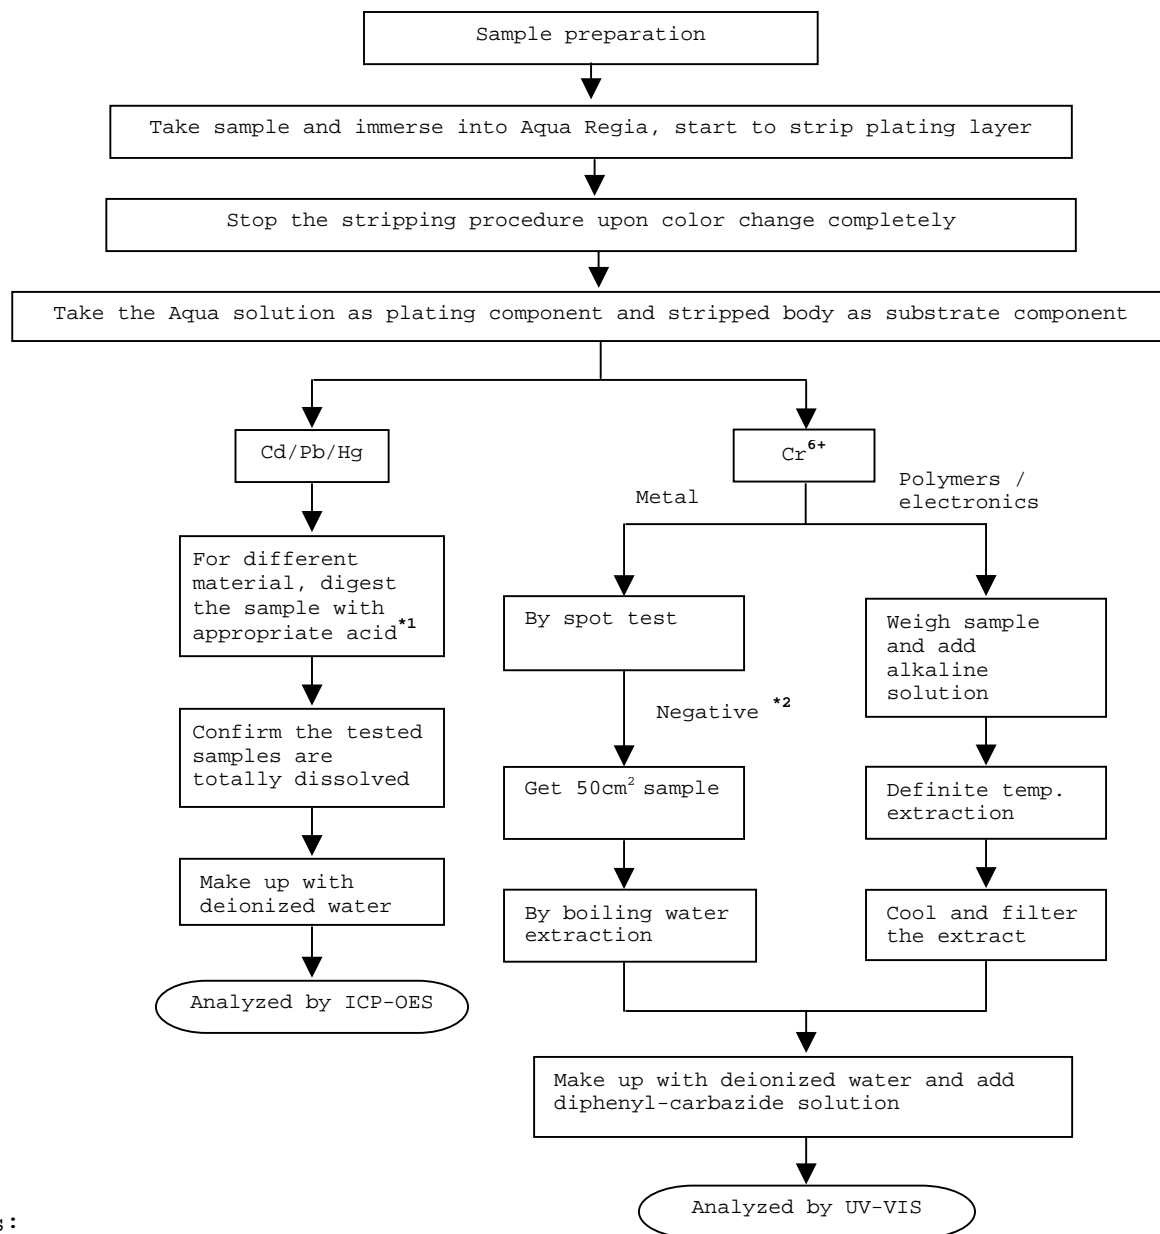 Sample preparation
Take sample and immerse into Aqua Regia, start to strip plating layer
Stop the stripping procedure upon color change completely
Take the Aqua solution as plating component and stripped body as substrate component
Cd/Pb/Hg
For different
material, digest
the sample with
appropriate acid*1
Confirm the tested
samples are
totally dissolved
Make up with
deionized water
Analyzed by ICP-OES
Cr6+
Metal
Polymers /
electronics
By spot test
Negative *2
Get 50cm2 sample
By boiling water
extraction
Weigh sample
and add
alkaline
solution
Definite temp.
extraction
Cool and filter
the extract
Make up with deionized water and add
diphenyl-carbazide solution
Analyzed by UV-VIS
s: